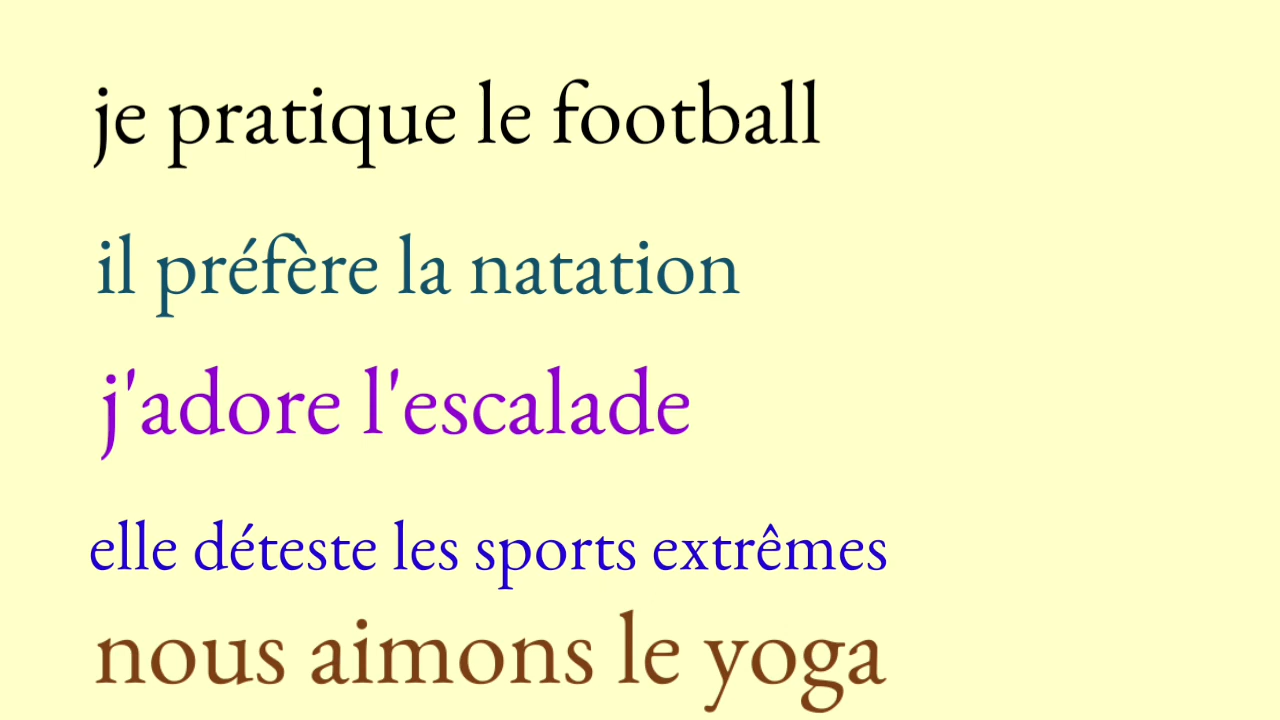 je pratique le football
il préfère la natation
j'adore l'escalade
elle déteste les sports extrêmes
nous aimons le yoga